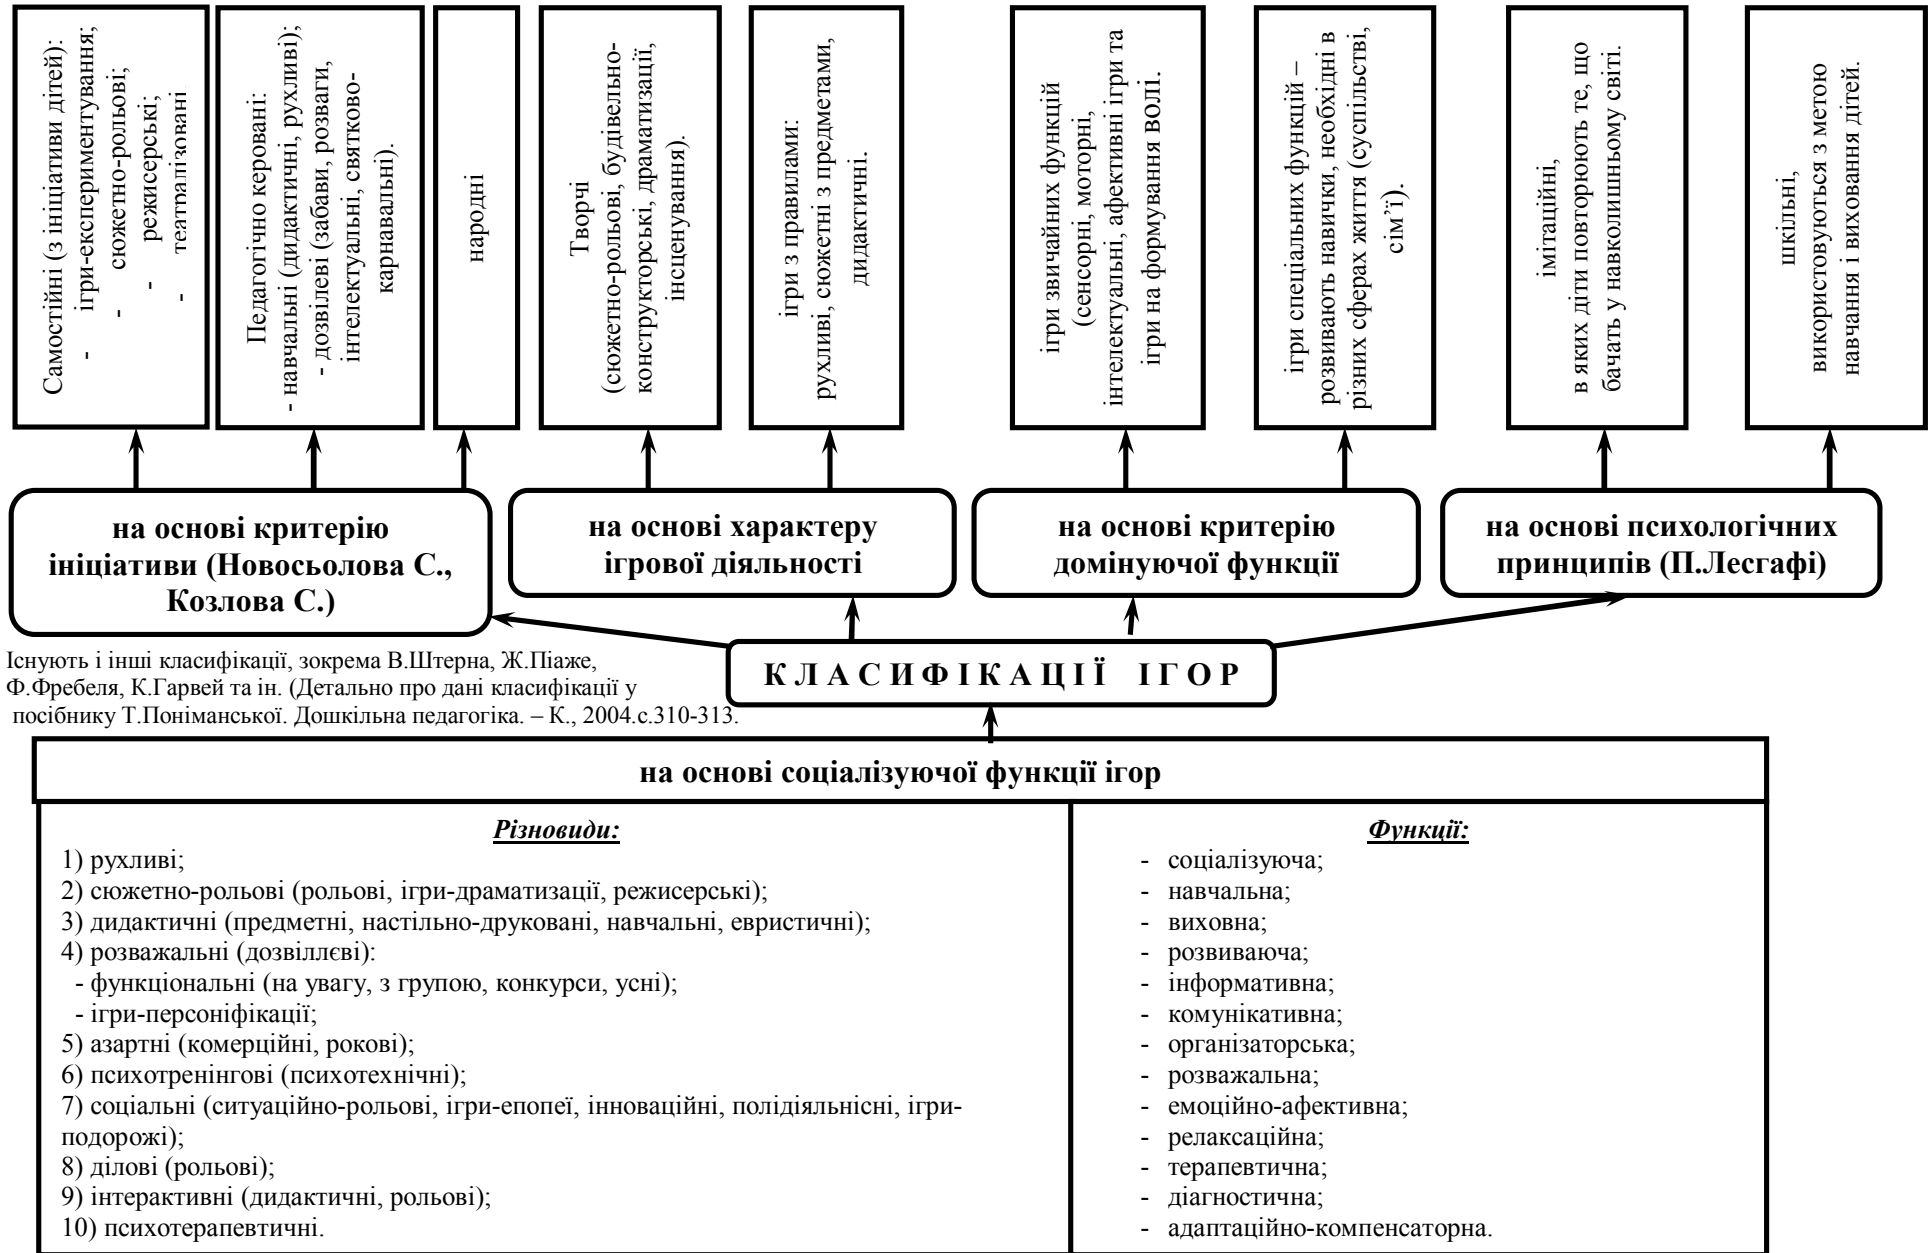 Самостійні (з ініціативи дітей):
- ігри-експериментування;
- сюжетно-рольові;
- режисерські;
- театралізовані
Педагогічно керовані:
- навчальні (дидактичні, рухливі);
- дозвілеві (забави, розваги,
інтелектуальні, святково-
карнавальні).
народні
Творчі
(сюжетно-рольові, будівельно-
конструкторські, драматизації,
інсценування).
ігри з правилами:
рухливі, сюжетні з предметами,
дидактичні.
ігри звичайних функцій
(сенсорні, моторні,
інтелектуальні, афективні ігри та
ігри на формування волі.
ігри спеціальних функцій –
розвивають навички, необхідні в
різних сферах життя (суспільстві,
сім’ї).
імітаційні,
в яких діти повторюють те, що
бачать у навколишньому світі.
шкільні,
використовуються з метою
навчання і виховання дітей.
на основі критерію
ініціативи (Новосьолова С.,
Козлова С.)
на основі характеру
ігрової діяльності
на основі критерію
домінуючої функції
на основі психологічних
принципів (П.Лесгафі)
Існують і інші класифікації, зокрема В.Штерна, Ж.Піаже,
Ф.Фребеля, К.Гарвей та ін. (Детально про дані класифікації у
посібнику Т.Поніманської. Дошкільна педагогіка. – К., 2004.с.310-313.
К Л А С И Ф І К А Ц І Ї І Г О Р
на основі соціалізуючої функції ігор
Різновиди:
1) рухливі;
2) сюжетно-рольові (рольові, ігри-драматизації, режисерські);
3) дидактичні (предметні, настільно-друковані, навчальні, евристичні);
4) розважальні (дозвіллєві):
- функціональні (на увагу, з групою, конкурси, усні);
- ігри-персоніфікації;
5) азартні (комерційні, рокові);
6) психотренінгові (психотехнічні);
7) соціальні (ситуаційно-рольові, ігри-епопеї, інноваційні, полідіяльнісні, ігри-
подорожі);
8) ділові (рольові);
9) інтерактивні (дидактичні, рольові);
10) психотерапевтичні.
Функції:
- соціалізуюча;
- навчальна;
- виховна;
- розвиваюча;
- інформативна;
- комунікативна;
- організаторська;
- розважальна;
- емоційно-афективна;
- релаксаційна;
- терапевтична;
- діагностична;
- адаптаційно-компенсаторна.